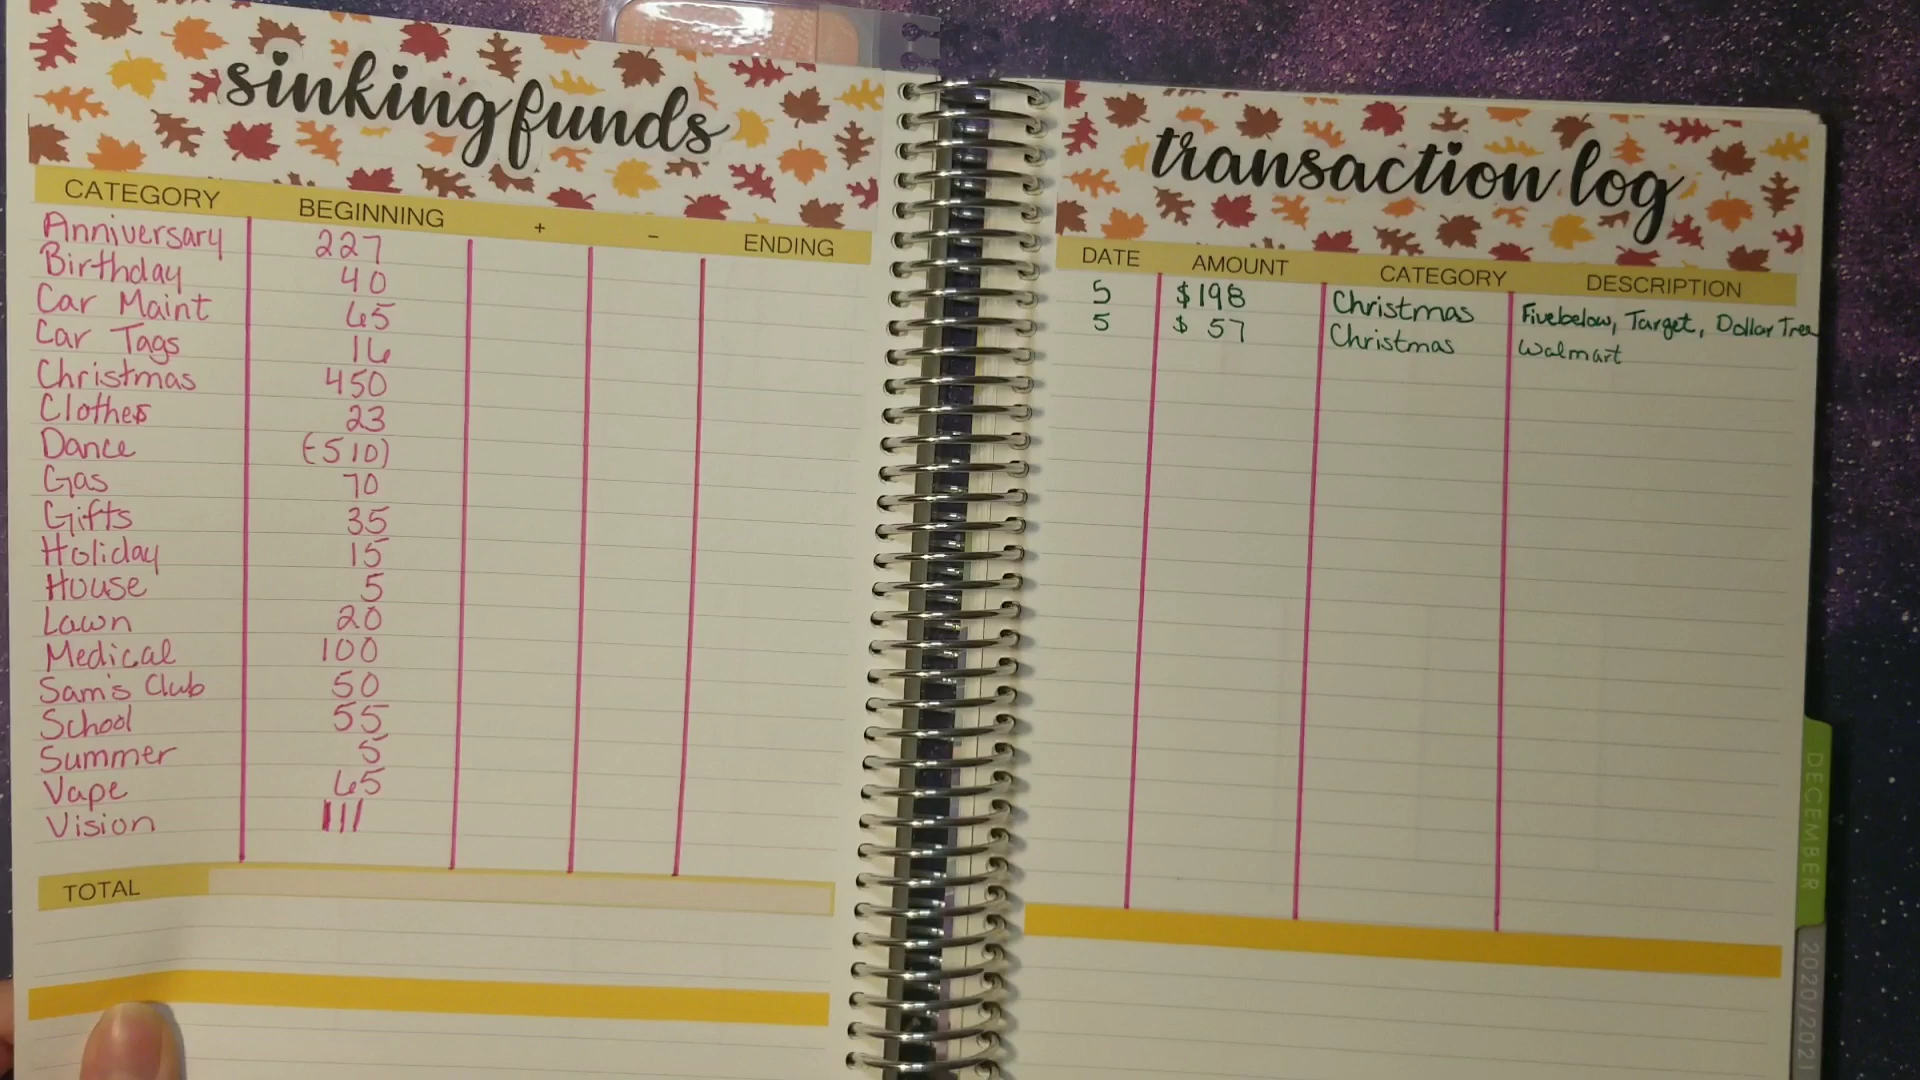 sinking funds
CATEGORY BEGINNING + - ENDING
Anniversary 227
Birthday 40
Car Maint 65
Car Tags 16
Christmas 450
Clothes 23
Dance (-510)
Gas 70
Gifts 35
Holiday 15
House 5
Lawn 20
Medical 100
Sam's Club 50
School 55
Summer 5
Vape 65
Vision 111
TOTAL
transaction log
DATE AMOUNT CATEGORY DESCRIPTION
5 $198 Christmas Fivebelow, Target, Dollar Tree
5 $ 57 Christmas Walmart
DECEMBER
2020/2021